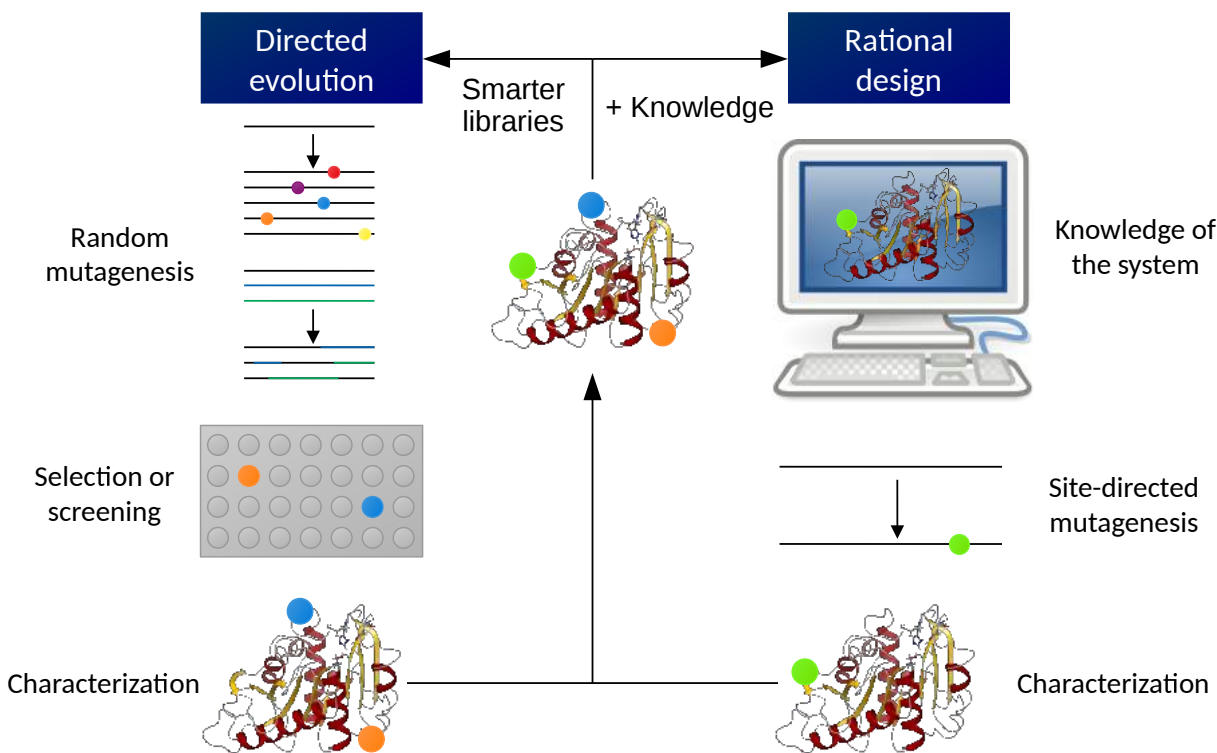 Directed
evolution
Smarter
libraries
+ Knowledge
Rational
design
Random
mutagenesis
Knowledge of
the system
Selection or
screening
Site-directed
mutagenesis
Characterization
Characterization